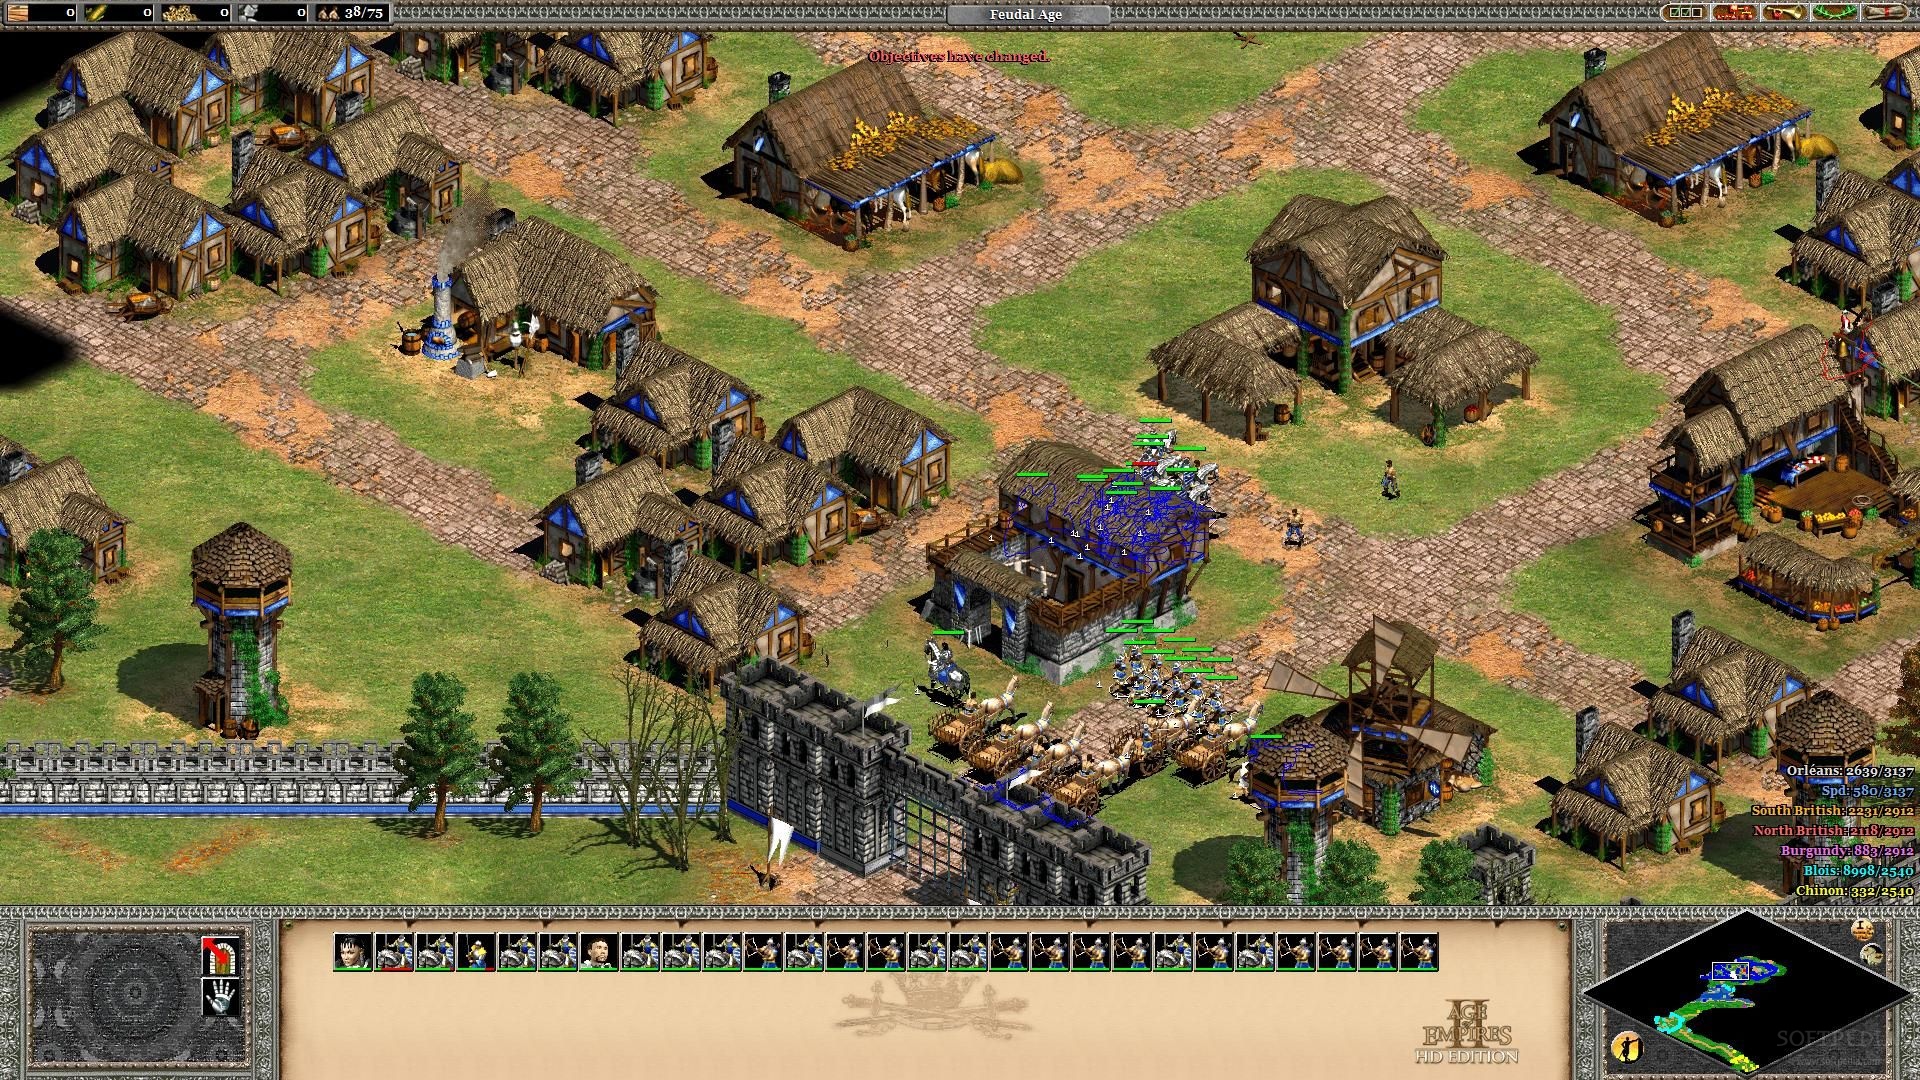 0 0 0 0 38/75
Feudal Age
Objectives have changed.
Orléans: 2639/3137
Spd: 580/3137
South British: 2231/2912
North British: 2118/2912
Burgundy: 883/2912
Blois: 8998/2540
Chinon: 332/2540
AGE
OF
EMPIRES
II
HD EDITION
SOFTPEDIA